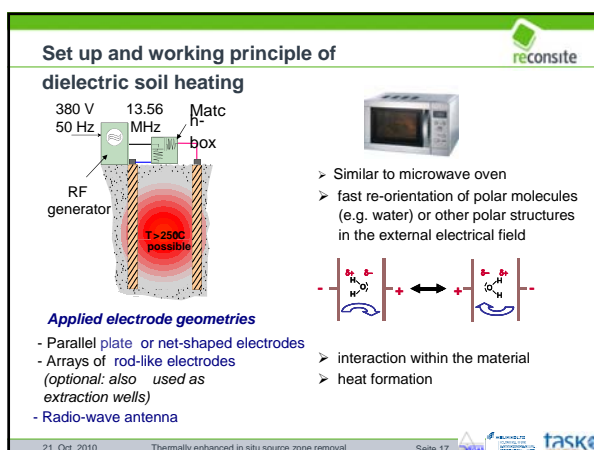 Set up and working principle of
dielectric soil heating
reconsite
380 V
50 Hz
13.56
MHz
Matc
h-
box
RF
generator
T>250C
possible
Applied electrode geometries
- Parallel plate or net-shaped electrodes
- Arrays of rod-like electrodes
(optional: also used as
extraction wells)
- Radio-wave antenna
➢ Similar to microwave oven
➢ fast re-orientation of polar molecules
(e.g. water) or other polar structures
in the external electrical field
δ+ δ− δ− δ+
H H
- O + + O -
H H
➢ interaction within the material
➢ heat formation
21. Oct. 2010 Thermally enhanced in situ source zone removal Seite 17
HELMHOLTZ
task